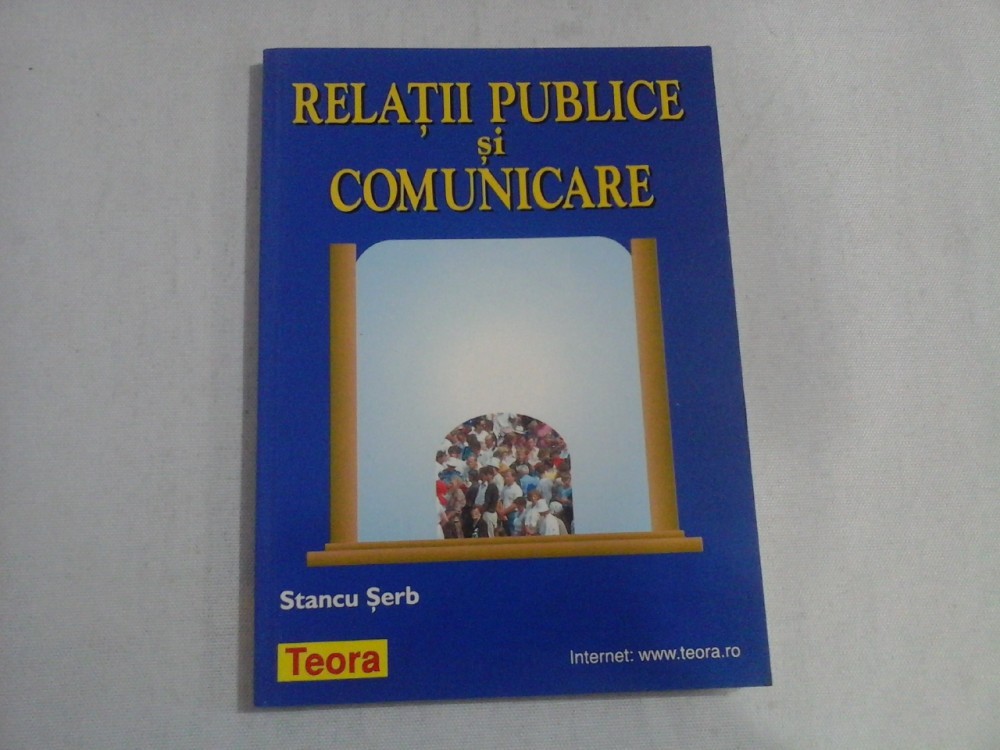 RELAȚII PUBLICE
și
COMUNICARE
Stancu Șerb
Teora
Internet: www.teora.ro